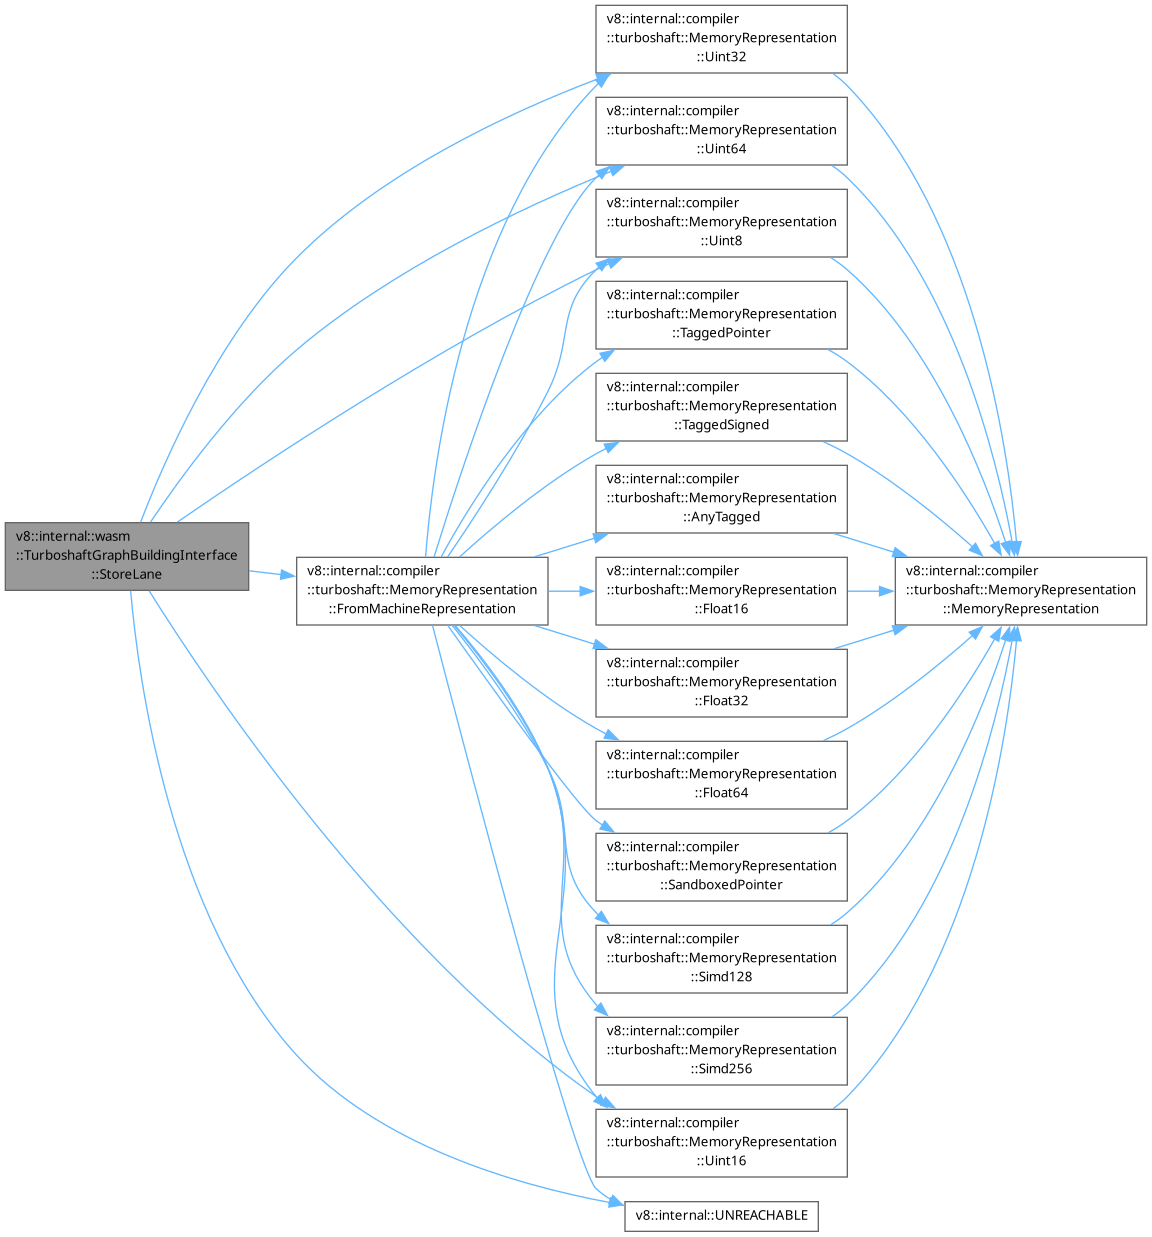 v8::internal::compiler
::turboshaft::MemoryRepresentation
::Uint32
v8::internal::compiler
::turboshaft::MemoryRepresentation
::Uint64
v8::internal::compiler
::turboshaft::MemoryRepresentation
::Uint8
v8::internal::compiler
::turboshaft::MemoryRepresentation
::TaggedPointer
v8::internal::compiler
::turboshaft::MemoryRepresentation
::TaggedSigned
v8::internal::compiler
::turboshaft::MemoryRepresentation
::AnyTagged
v8::internal::wasm
::TurboshaftGraphBuildingInterface
::StoreLane
v8::internal::compiler
::turboshaft::MemoryRepresentation
::FromMachineRepresentation
v8::internal::compiler
::turboshaft::MemoryRepresentation
::Float16
v8::internal::compiler
::turboshaft::MemoryRepresentation
::MemoryRepresentation
v8::internal::compiler
::turboshaft::MemoryRepresentation
::Float32
v8::internal::compiler
::turboshaft::MemoryRepresentation
::Float64
v8::internal::compiler
::turboshaft::MemoryRepresentation
::SandboxedPointer
v8::internal::compiler
::turboshaft::MemoryRepresentation
::Simd128
v8::internal::compiler
::turboshaft::MemoryRepresentation
::Simd256
v8::internal::compiler
::turboshaft::MemoryRepresentation
::Uint16
v8::internal::UNREACHABLE